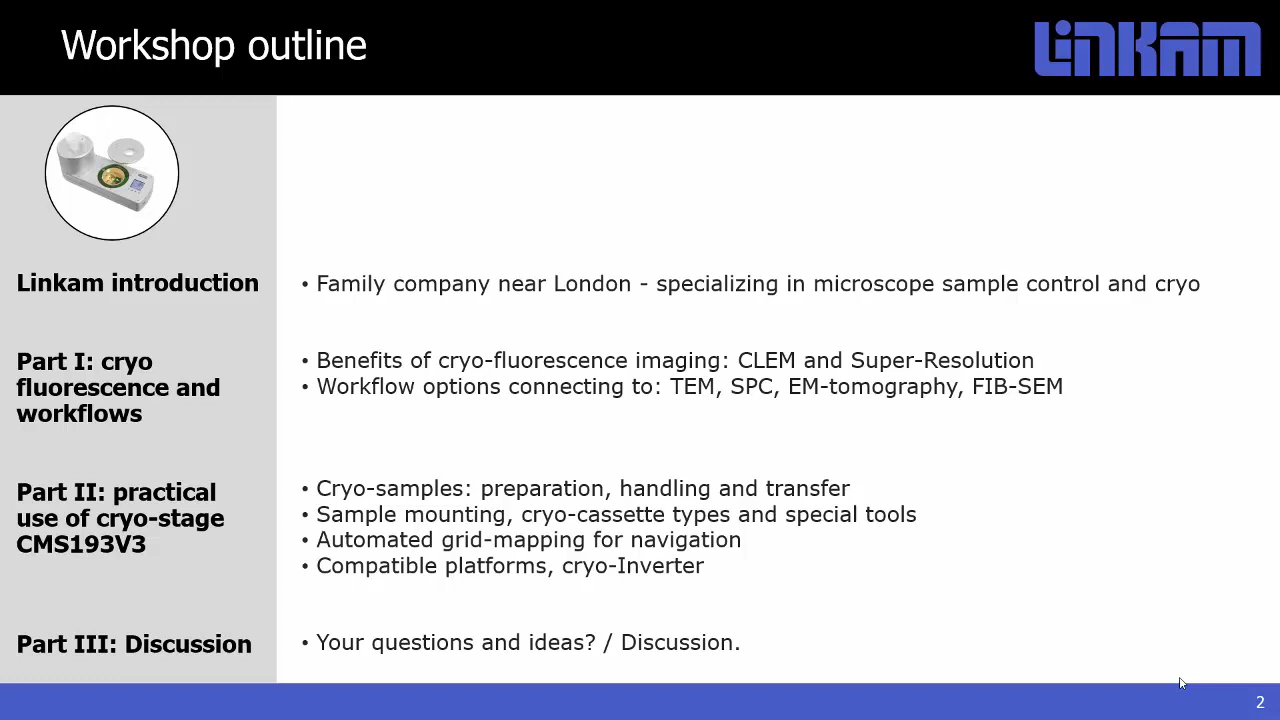 Workshop outline
LINKAM
Linkam introduction
• Family company near London - specializing in microscope sample control and cryo
Part I: cryo
fluorescence and
workflows
• Benefits of cryo-fluorescence imaging: CLEM and Super-Resolution
• Workflow options connecting to: TEM, SPC, EM-tomography, FIB-SEM
Part II: practical
use of cryo-stage
CMS193V3
• Cryo-samples: preparation, handling and transfer
• Sample mounting, cryo-cassette types and special tools
• Automated grid-mapping for navigation
• Compatible platforms, cryo-Inverter
Part III: Discussion
• Your questions and ideas? / Discussion.
2